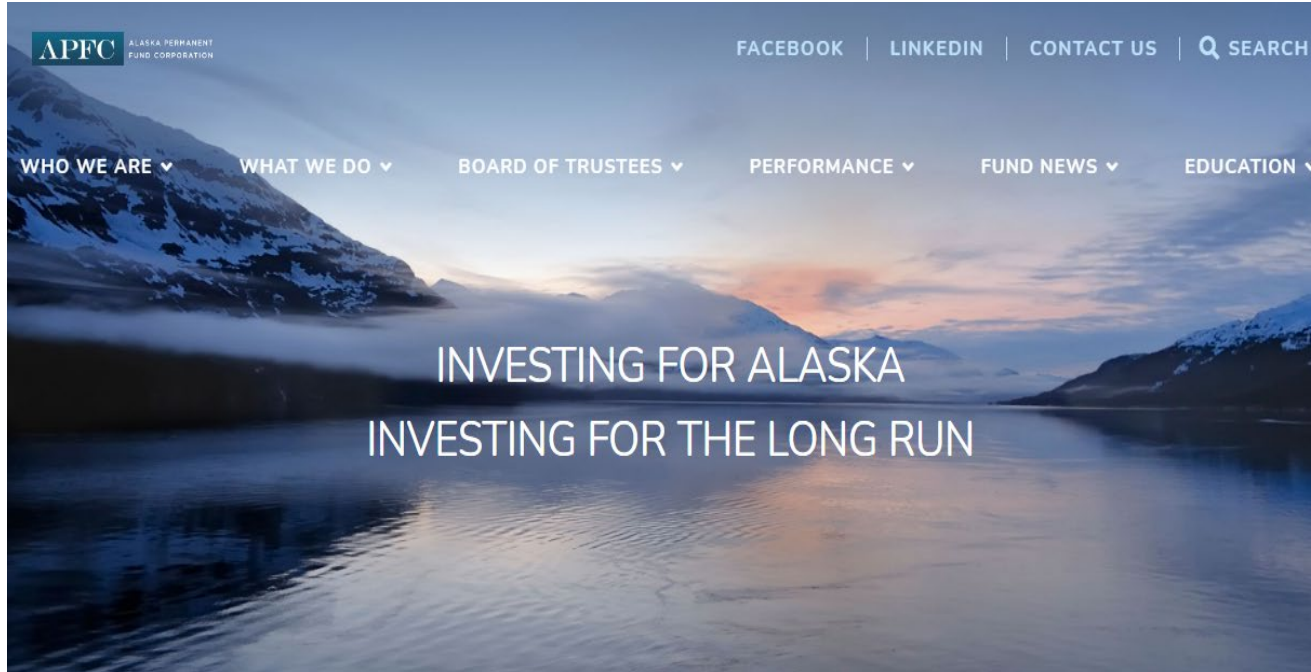 APFC ALASKA PERMANENT
FUND CORPORATION
FACEBOOK | LINKEDIN | CONTACT US | SEARCH
WHO WE ARE WHAT WE DO BOARD OF TRUSTEES PERFORMANCE FUND NEWS EDUCATION
INVESTING FOR ALASKA
INVESTING FOR THE LONG RUN